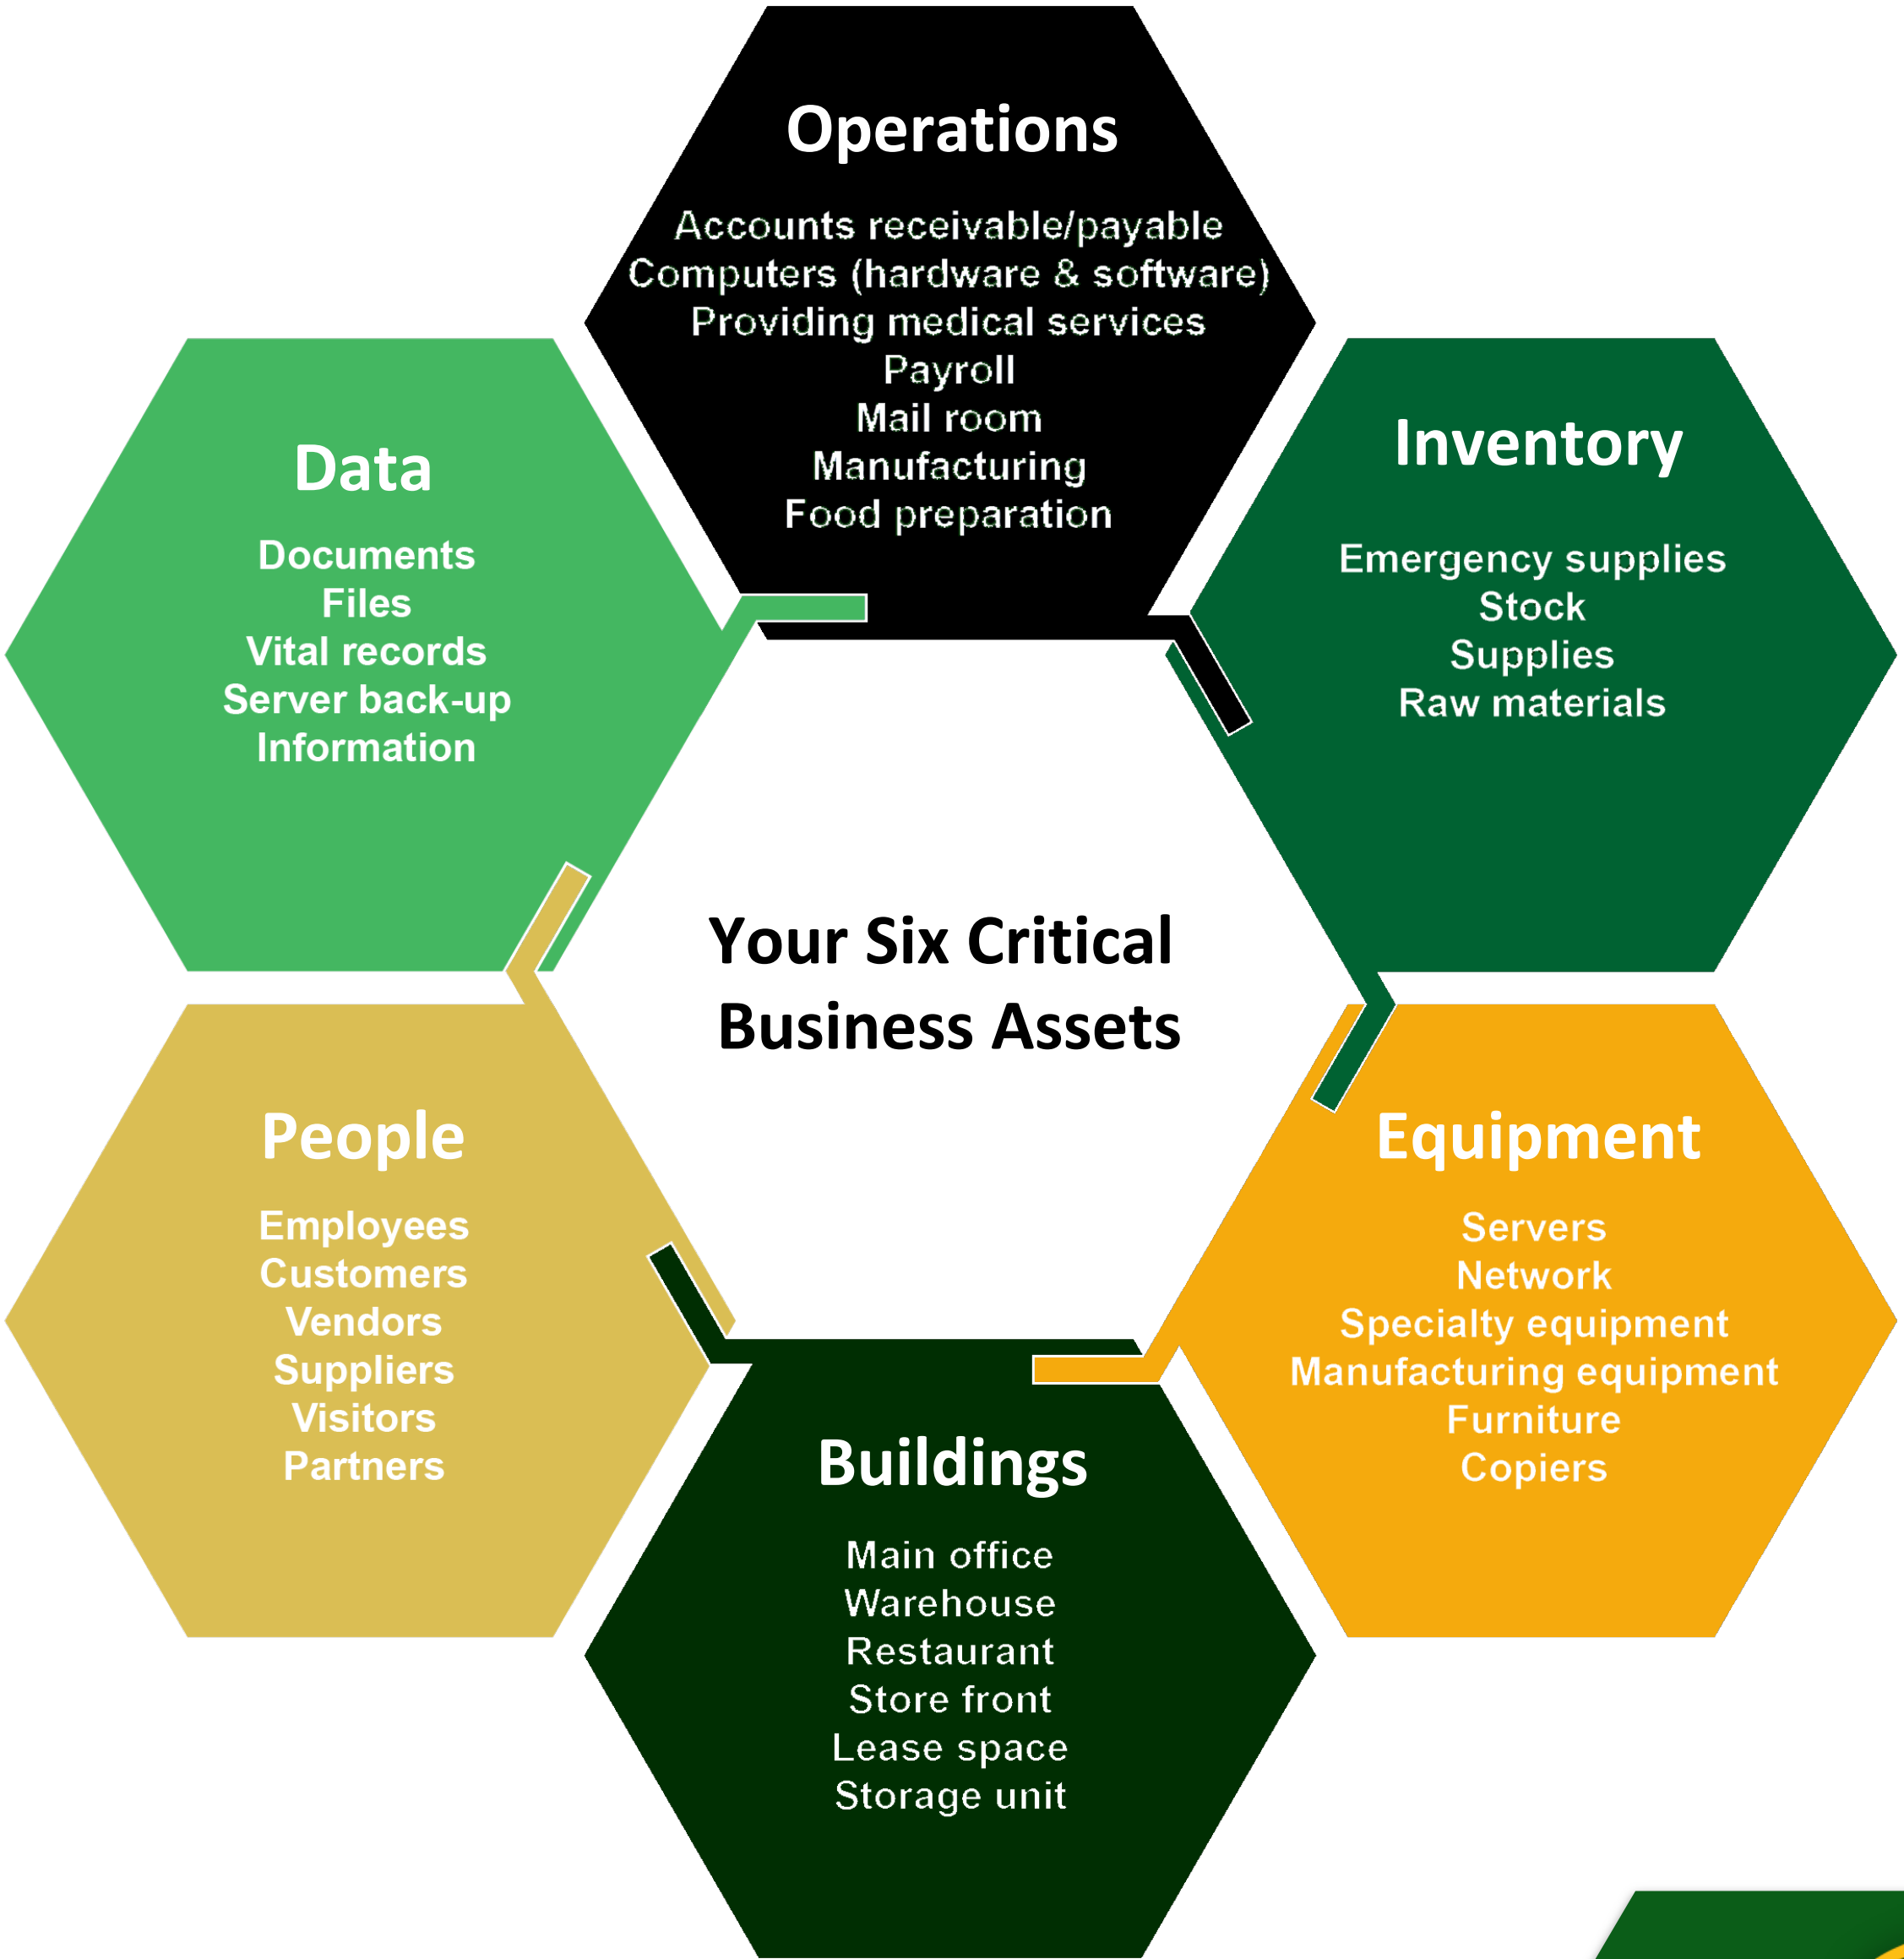 Operations
Accounts receivable/payable
Computers (hardware & software)
Providing medical services
Payroll
Mail room
Manufacturing
Food preparation
Inventory
Emergency supplies
Stock
Supplies
Raw materials
Equipment
Servers
Network
Specialty equipment
Manufacturing equipment
Furniture
Copiers
Buildings
Main office
Warehouse
Restaurant
Store front
Lease space
Storage unit
People
Employees
Customers
Vendors
Suppliers
Visitors
Partners
Data
Documents
Files
Vital records
Server back-up
Information
Your Six Critical
Business Assets